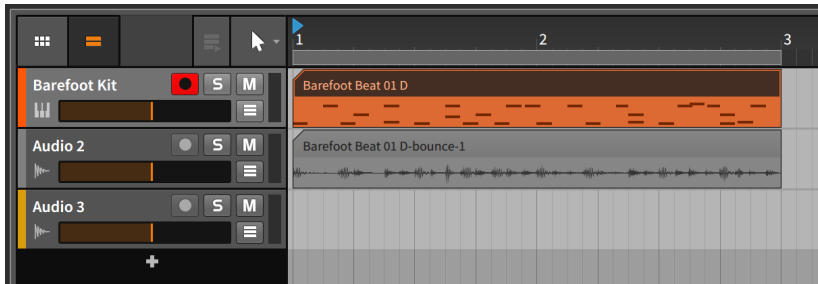 1 2 3
Barefoot Kit S M
Barefoot Beat 01 D
Audio 2 S M
Barefoot Beat 01 D-bounce-1
Audio 3 S M